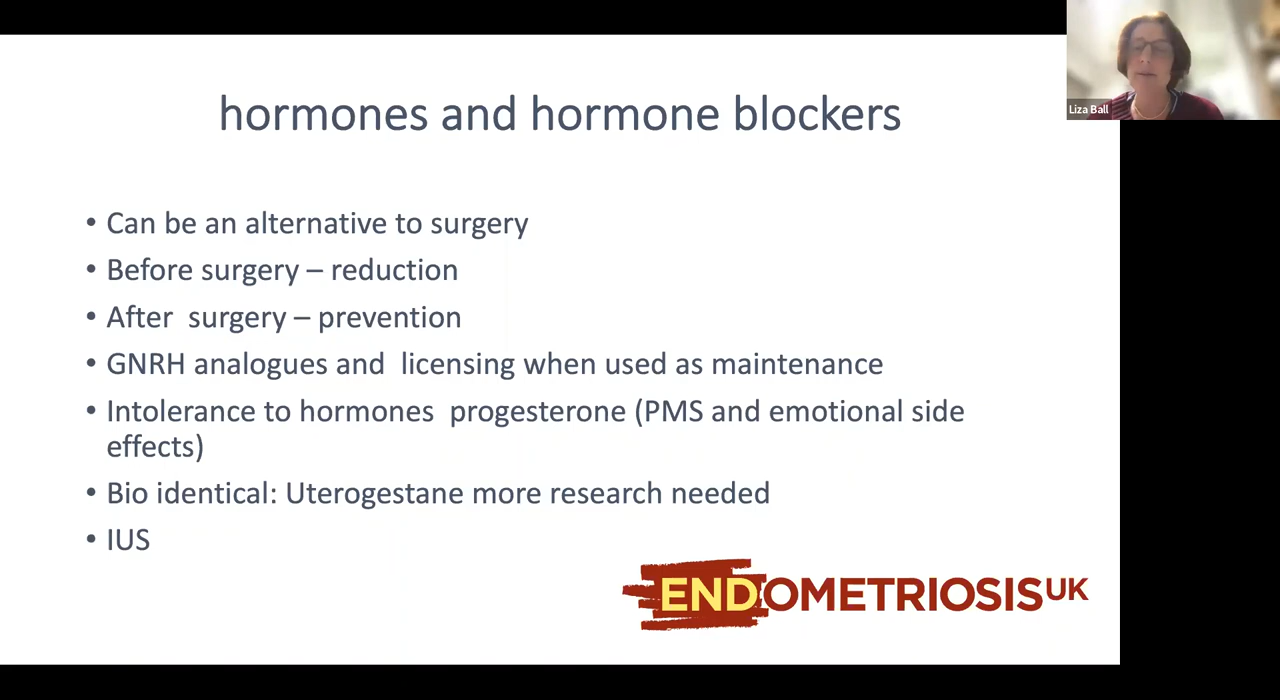 Liza Ball
hormones and hormone blockers
• Can be an alternative to surgery
• Before surgery – reduction
• After  surgery – prevention
• GNRH analogues and  licensing when used as maintenance
• Intolerance to hormones  progesterone (PMS and emotional side
effects)
• Bio identical: Uterogestane more research needed
• IUS
ENDOMETRIOSIS UK